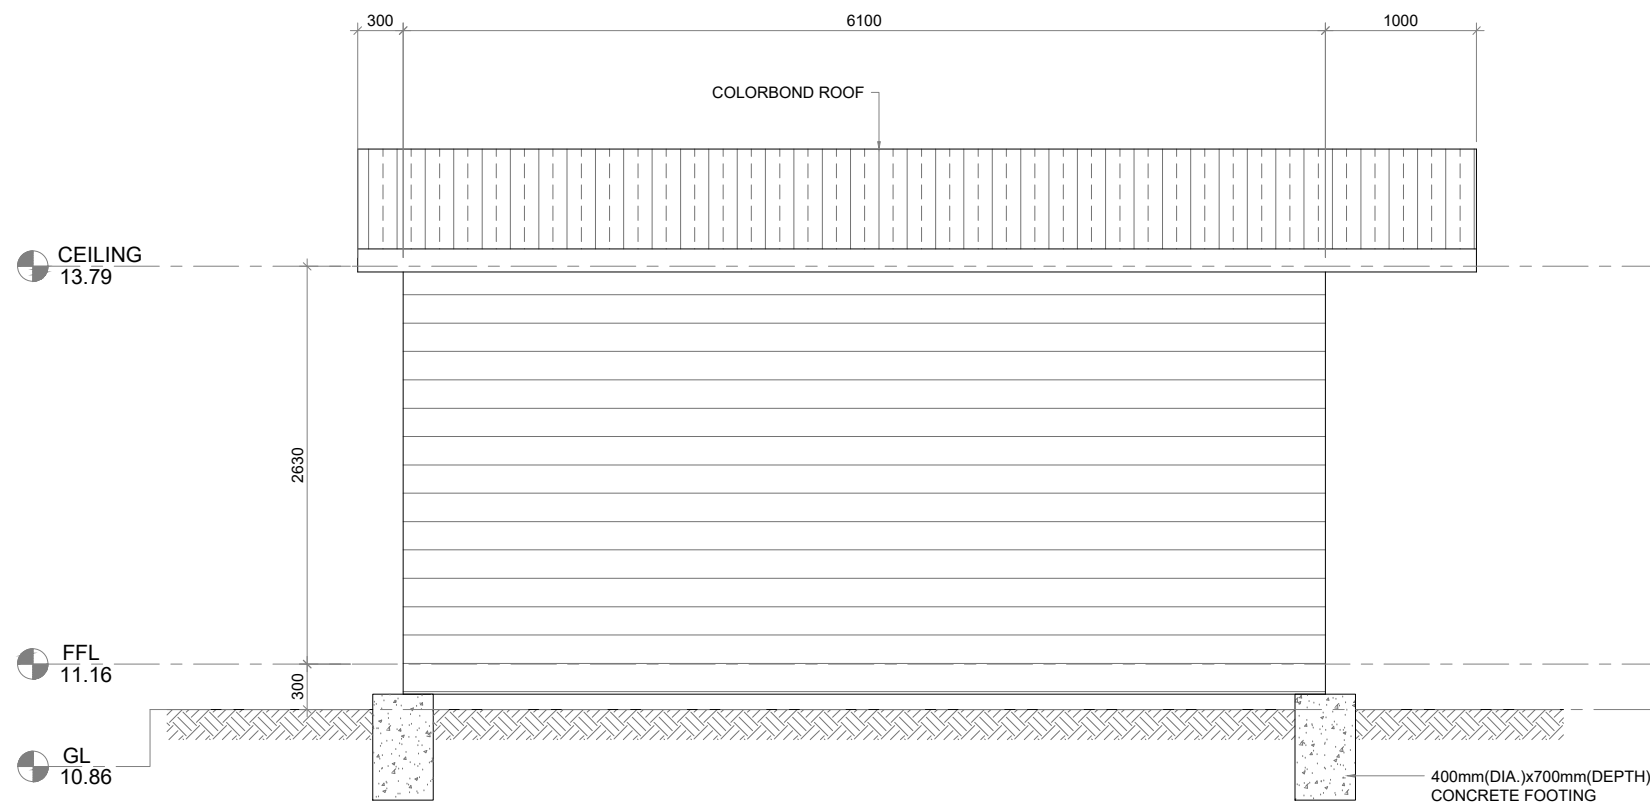 300
6100
1000
COLORBOND ROOF
CEILING
13.79
2630
FFL
11.16
300
GL
10.86
400mm(DIA.)x700mm(DEPTH)
CONCRETE FOOTING